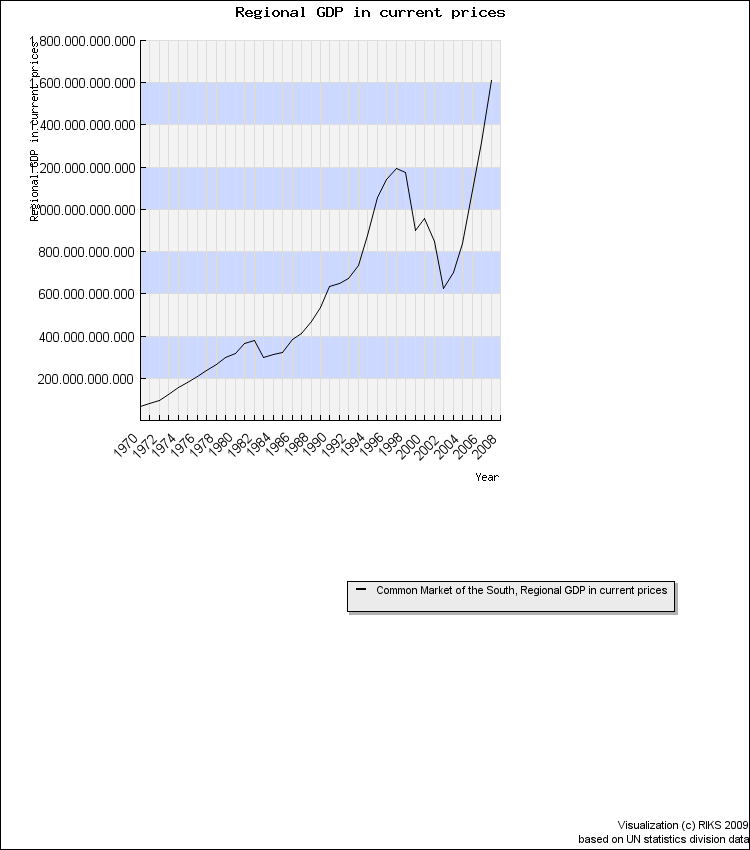 Regional GDP in current prices
Regional GDP in current prices
1.800.000.000.000
1.600.000.000.000
1.400.000.000.000
1.200.000.000.000
1.000.000.000.000
800.000.000.000
600.000.000.000
400.000.000.000
200.000.000.000
1970 1972 1974 1976 1978 1980 1982 1984 1986 1988 1990 1992 1994 1996 1998 2000 2002 2004 2006 2008
Year
Common Market of the South, Regional GDP in current prices
Visualization (c) RIKS 2009
based on UN statistics division data